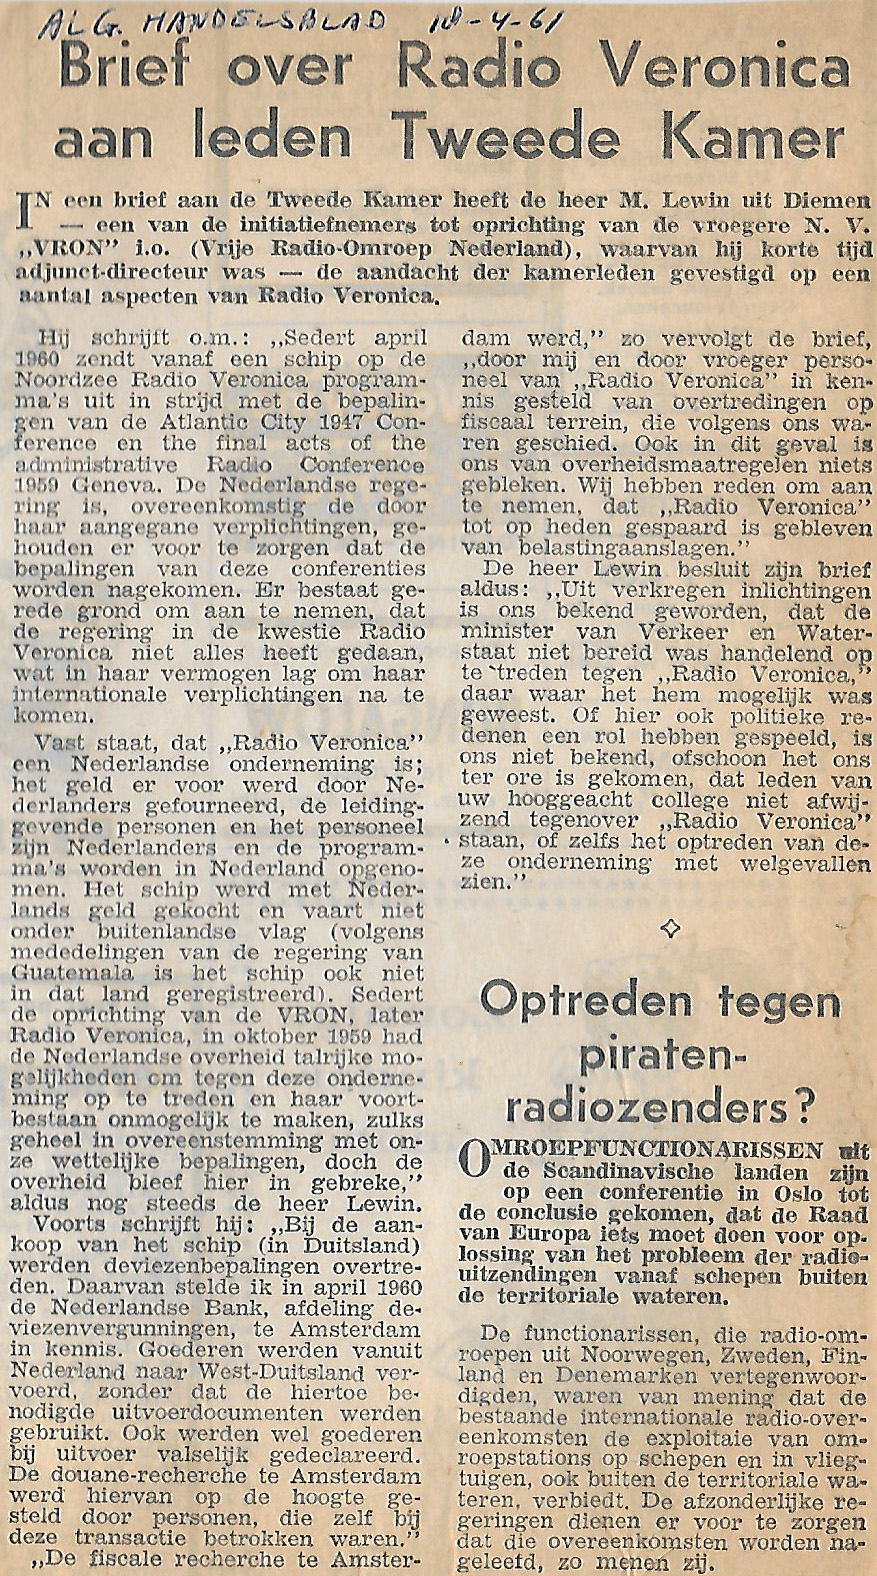 ALG. HANDELSBLAD 18-4-61
Brief over Radio Veronica
aan leden Tweede Kamer
IN een brief aan de Tweede Kamer heeft de heer M. Lewin uit Diemen
— een van de initiatiefnemers tot oprichting van de vroegere N. V.
„VRON” i.o. (Vrije Radio-Omroep Nederland), waarvan hij korte tijd
adjunct-directeur was — de aandacht der kamerleden gevestigd op een
aantal aspecten van Radio Veronica.
Hij schrijft o.m.: „Sedert april
1960 zendt vanaf een schip op de
Noordzee Radio Veronica program-
ma's uit in strijd met de bepalin-
gen van de Atlantic City 1947 Con-
ference en the final acts of the
administrative Radio Conference
1959 Geneva. De Nederlandse rege-
ring is, overeenkomstig de door
haar aangegane verplichtingen, ge-
houden er voor te zorgen dat de
bepalingen van deze conferenties
worden nagekomen. Er bestaat ge-
rede grond om aan te nemen, dat
de regering in de kwestie Radio
Veronica niet alles heeft gedaan,
wat in haar vermogen lag om haar
internationale verplichtingen na te
komen.
Vast staat, dat „Radio Veronica”
een Nederlandse onderneming is;
het geld er voor werd door Ne-
derlanders gefourneerd, de leiding-
gevende personen en het personeel
zijn Nederlanders en de program-
ma's worden in Nederland opgeno-
men. Het schip werd met Neder-
lands geld gekocht en vaart niet
onder buitenlandse vlag (volgens
mededelingen van de regering van
Guatemala is het schip ook niet
in dat land geregistreerd). Sedert
de oprichting van de VRON, later
Radio Veronica, in oktober 1959 had
de Nederlandse overheid talrijke mo-
gelijkheden om tegen deze onderne-
ming op te treden en haar voort-
bestaan onmogelijk te maken, zulks
geheel in overeenstemming met on-
ze wettelijke bepalingen, doch de
overheid bleef hier in gebreke,”
aldus nog steeds de heer Lewin.
Voorts schrijft hij: „Bij de aan-
koop van het schip (in Duitsland)
werden deviezenbepalingen overtre-
den. Daarvan stelde ik in april 1960
de Nederlandse Bank, afdeling de-
viezenvergunningen, te Amsterdam
in kennis. Goederen werden vanuit
Nederland naar West-Duitsland ver-
voerd, zonder dat de hiertoe be-
nodigde uitvoerdocumenten werden
gebruikt. Ook werden wel goederen
bij uitvoer valselijk gedeclareerd.
De douane-recherche te Amsterdam
werd hiervan op de hoogte ge-
steld door personen, die zelf bij
deze transactie betrokken waren.”
„De fiscale recherche te Amster-
dam werd,” zo vervolgt de brief,
„door mij en door vroeger perso-
neel van „Radio Veronica” in ken-
nis gesteld van overtredingen op
fiscaal terrein, die volgens ons wa-
ren geschied. Ook in dit geval is
ons van overheidsmaatregelen niets
gebleken. Wij hebben reden om aan
te nemen, dat „Radio Veronica”
tot op heden gespaard is gebleven
van belastingaanslagen.”
De heer Lewin besluit zijn brief
aldus: „Uit verkregen inlichtingen
is ons bekend geworden, dat de
minister van Verkeer en Water-
staat niet bereid was handelend op
te treden tegen „Radio Veronica,”
daar waar het hem mogelijk was
geweest. Of hier ook politieke re-
denen een rol hebben gespeeld, is
ons niet bekend, ofschoon het ons
ter ore is gekomen, dat leden van
uw hooggeacht college niet afwij-
zend tegenover „Radio Veronica”
staan, of zelfs het optreden van de-
ze onderneming met welgevallen
zien.”
Optreden tegen
piraten-
radiozenders?
OMROEPFUNCTIONARISSEN uit
de Scandinavische landen zijn
op een conferentie in Oslo tot
de conclusie gekomen, dat de Raad
van Europa iets moet doen voor op-
lossing van het probleem der radio-
uitzendingen vanaf schepen buiten
de territoriale wateren.
De functionarissen, die radio-om-
roepen uit Noorwegen, Zweden, Fin-
land en Denemarken vertegenwoor-
digden, waren van mening dat de
bestaande internationale radio-over-
eenkomsten de exploitaie van om-
roepstations op schepen en in vlieg-
tuigen, ook buiten de territoriale wa-
teren, verbiedt. De afzonderlijke re-
geringen dienen er voor te zorgen
dat die overeenkomsten worden na-
geleefd, zo menen zij.